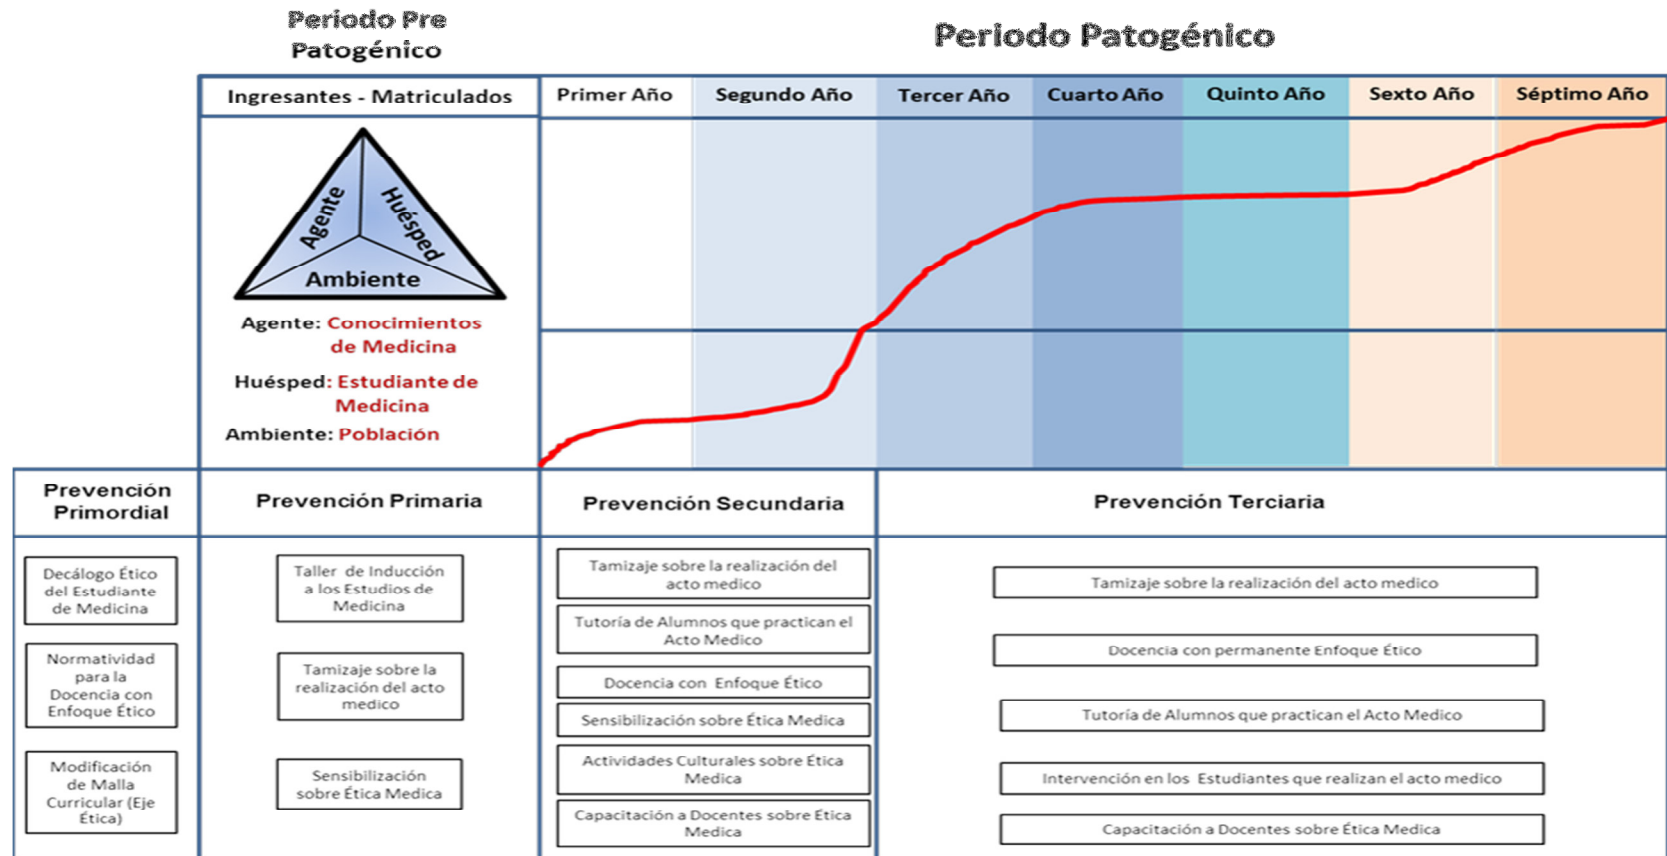 Periodo Pre
Patogénico
Periodo Patogénico
Ingresantes - Matriculados
Primer Año
Segundo Año
Tercer Año
Cuarto Año
Quinto Año
Sexto Año
Séptimo Año
Agente
Huésped
Ambiente
Agente: Conocimientos
de Medicina
Huésped: Estudiante de
Medicina
Ambiente: Población
Prevención
Primordial
Prevención Primaria
Prevención Secundaria
Prevención Terciaria
Decálogo Ético
del Estudiante
de Medicina
Normatividad
para la
Docencia con
Enfoque Ético
Modificación
de Malla
Curricular (Eje
Ética)
Taller de Inducción
a los Estudios de
Medicina
Tamizaje sobre la
realización del acto
medico
Sensibilización
sobre Ética Medica
Tamizaje sobre la realización del
acto medico
Tutoría de Alumnos que practican el
Acto Medico
Docencia con Enfoque Ético
Sensibilización sobre Ética Medica
Actividades Culturales sobre Ética
Medica
Capacitación a Docentes sobre Ética
Medica
Tamizaje sobre la realización del acto medico
Docencia con permanente Enfoque Ético
Tutoría de Alumnos que practican el Acto Medico
Intervención en los Estudiantes que realizan el acto medico
Capacitación a Docentes sobre Ética Medica